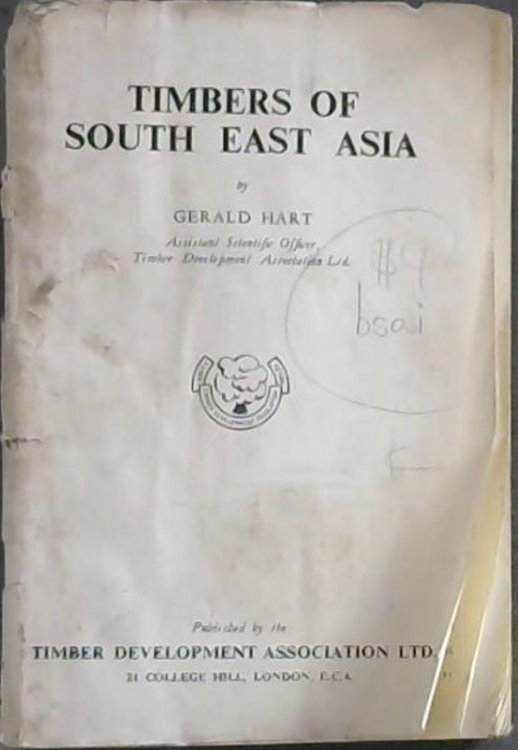 TIMBERS OF
SOUTH EAST ASIA
by
GERALD HART
Assistant Scientific Officer,
Timber Development Association Ltd.
bsai
Published by the
TIMBER DEVELOPMENT ASSOCIATION LTD.
21 COLLEGE HILL, LONDON, E.C.4.